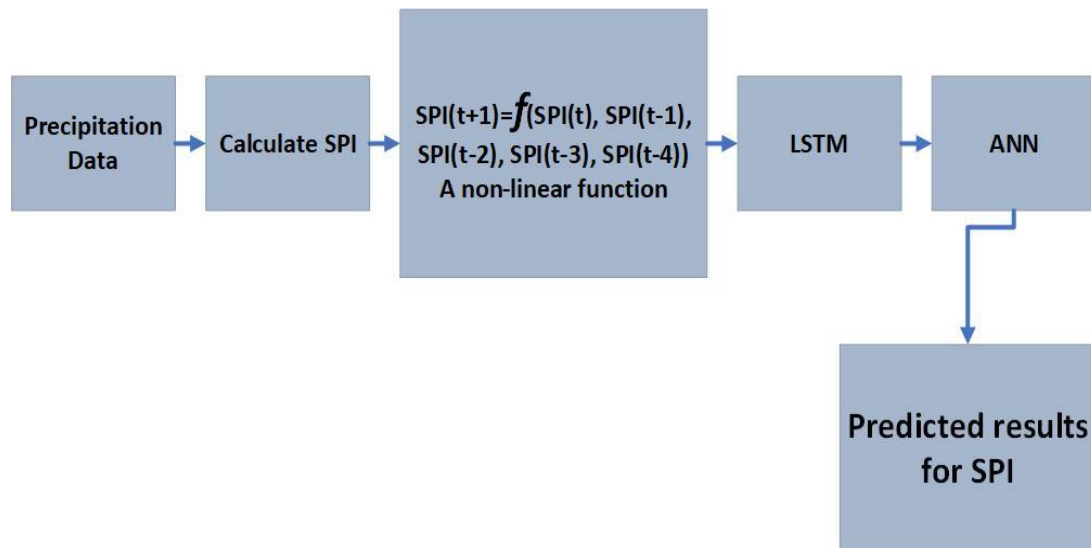 Precipitation
Data
Calculate SPI
SPI(t+1)=f(SPI(t), SPI(t-1),
SPI(t-2), SPI(t-3), SPI(t-4))
A non-linear function
LSTM
ANN
Predicted results
for SPI